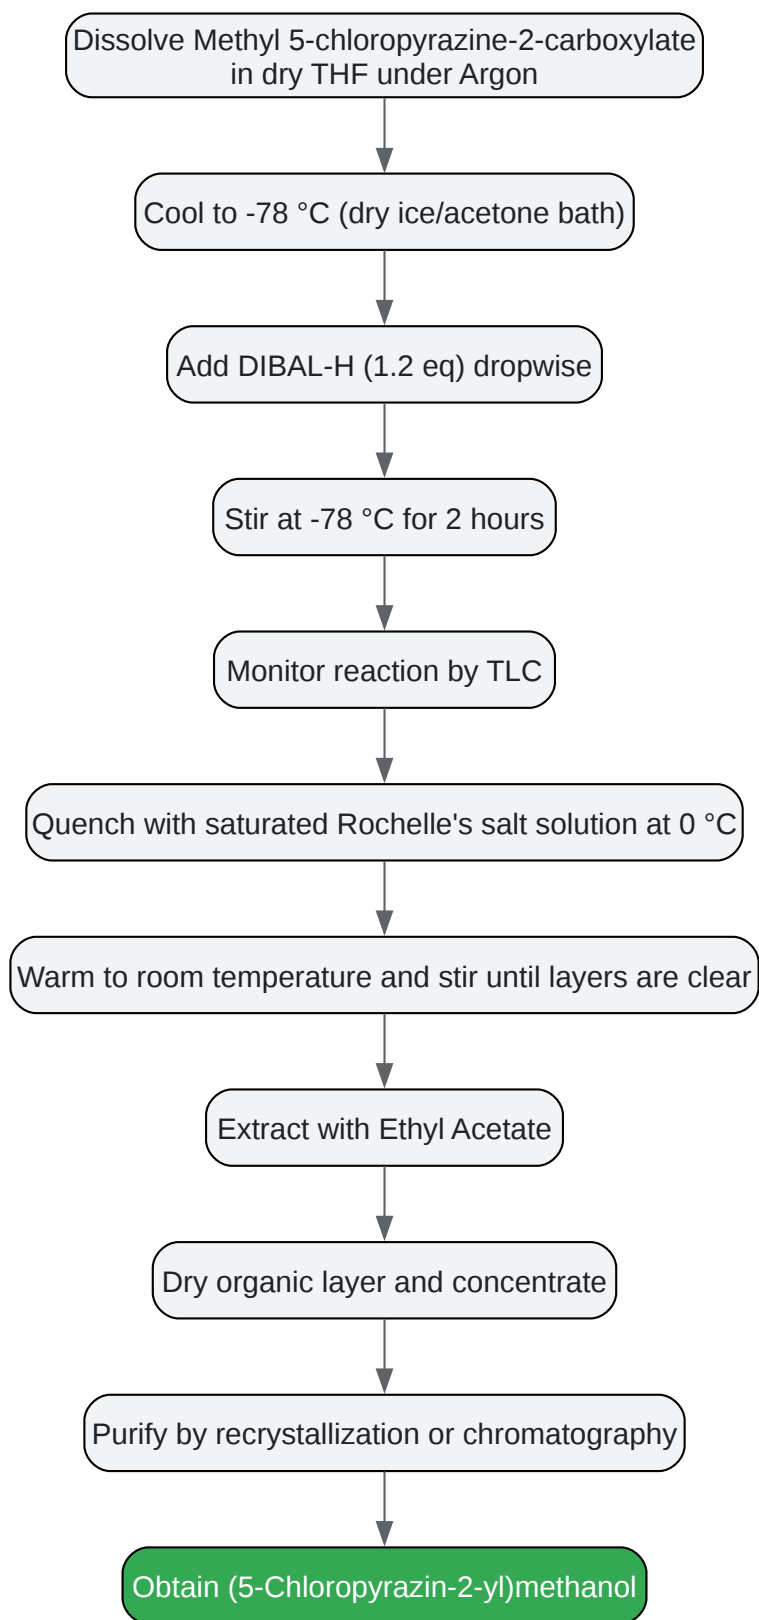 Dissolve Methyl 5-chloropyrazine-2-carboxylate
in dry THF under Argon
Cool to -78 °C (dry ice/acetone bath)
Add DIBAL-H (1.2 eq) dropwise
Stir at -78 °C for 2 hours
Monitor reaction by TLC
Quench with saturated Rochelle's salt solution at 0 °C
Warm to room temperature and stir until layers are clear
Extract with Ethyl Acetate
Dry organic layer and concentrate
Purify by recrystallization or chromatography
Obtain (5-Chloropyrazin-2-yl)methanol